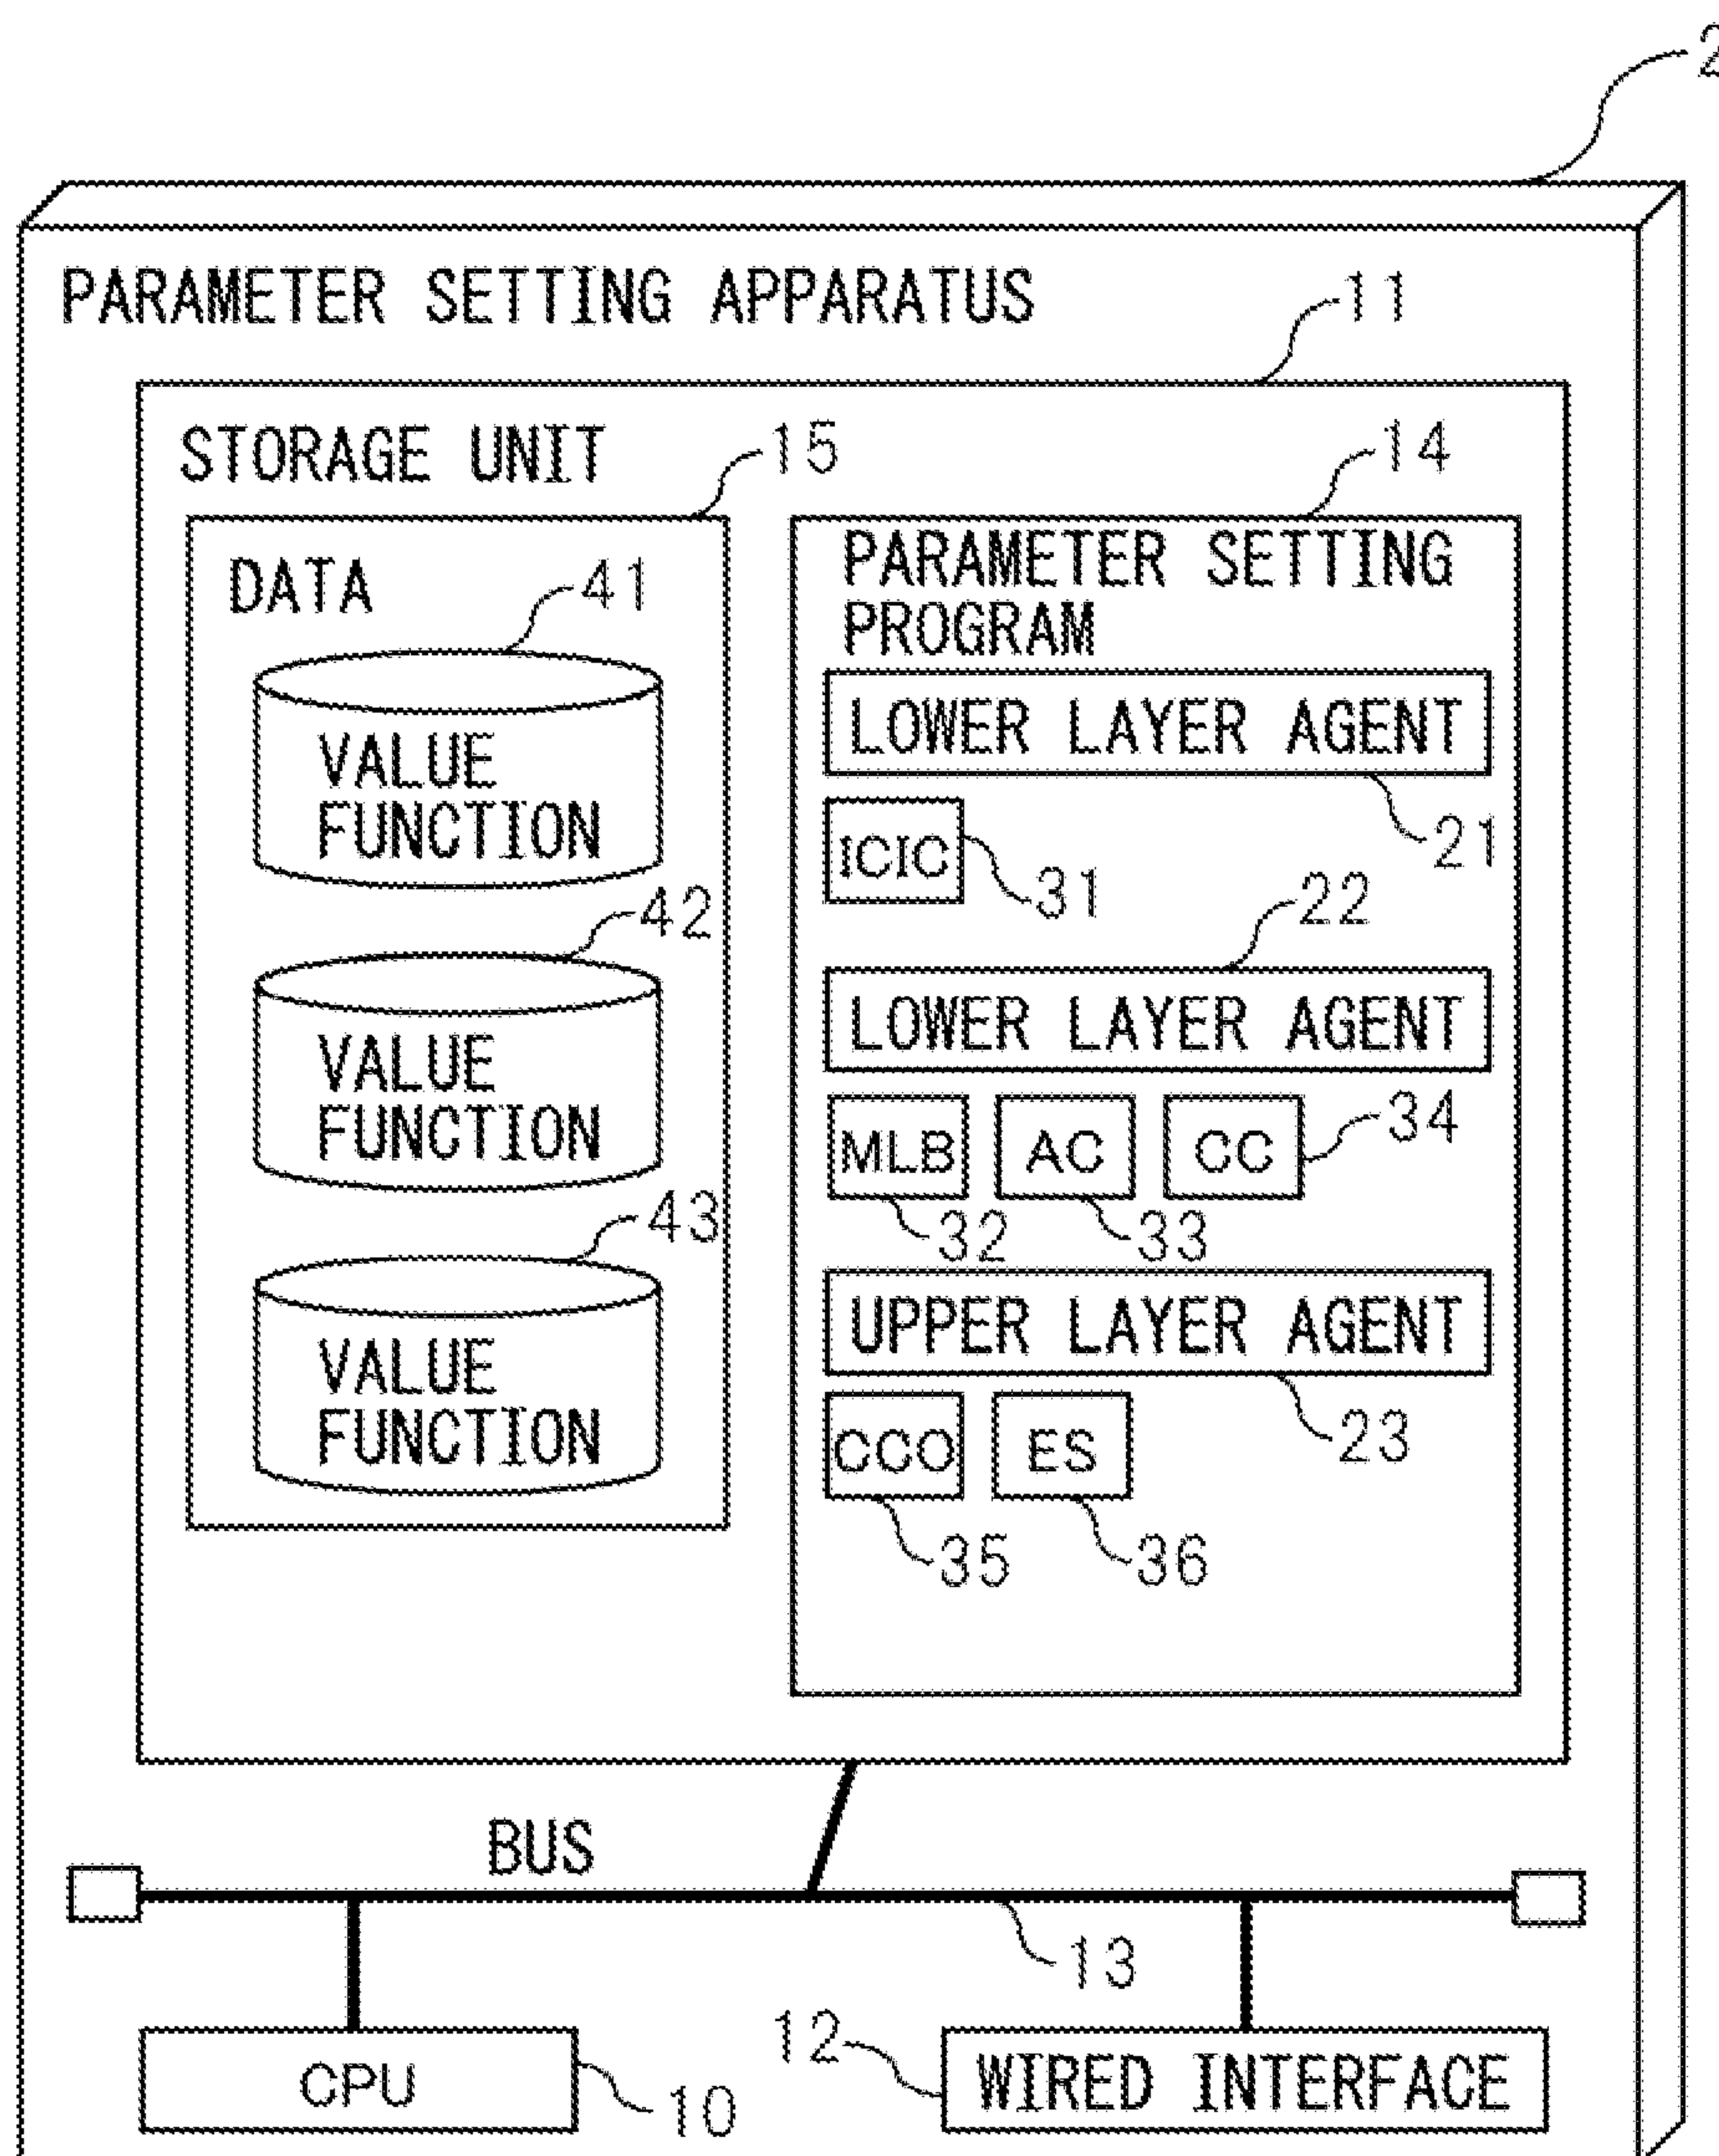 2
PARAMETER SETTING APPARATUS
11
STORAGE UNIT
15
14
DATA
41
VALUE
FUNCTION
42
VALUE
FUNCTION
43
VALUE
FUNCTION
PARAMETER SETTING
PROGRAM
LOWER LAYER AGENT
21
ICIC
31
22
LOWER LAYER AGENT
MLB
AC
CC
34
32
33
UPPER LAYER AGENT
23
CCO
ES
35
36
BUS
13
CPU
10
12
WIRED INTERFACE